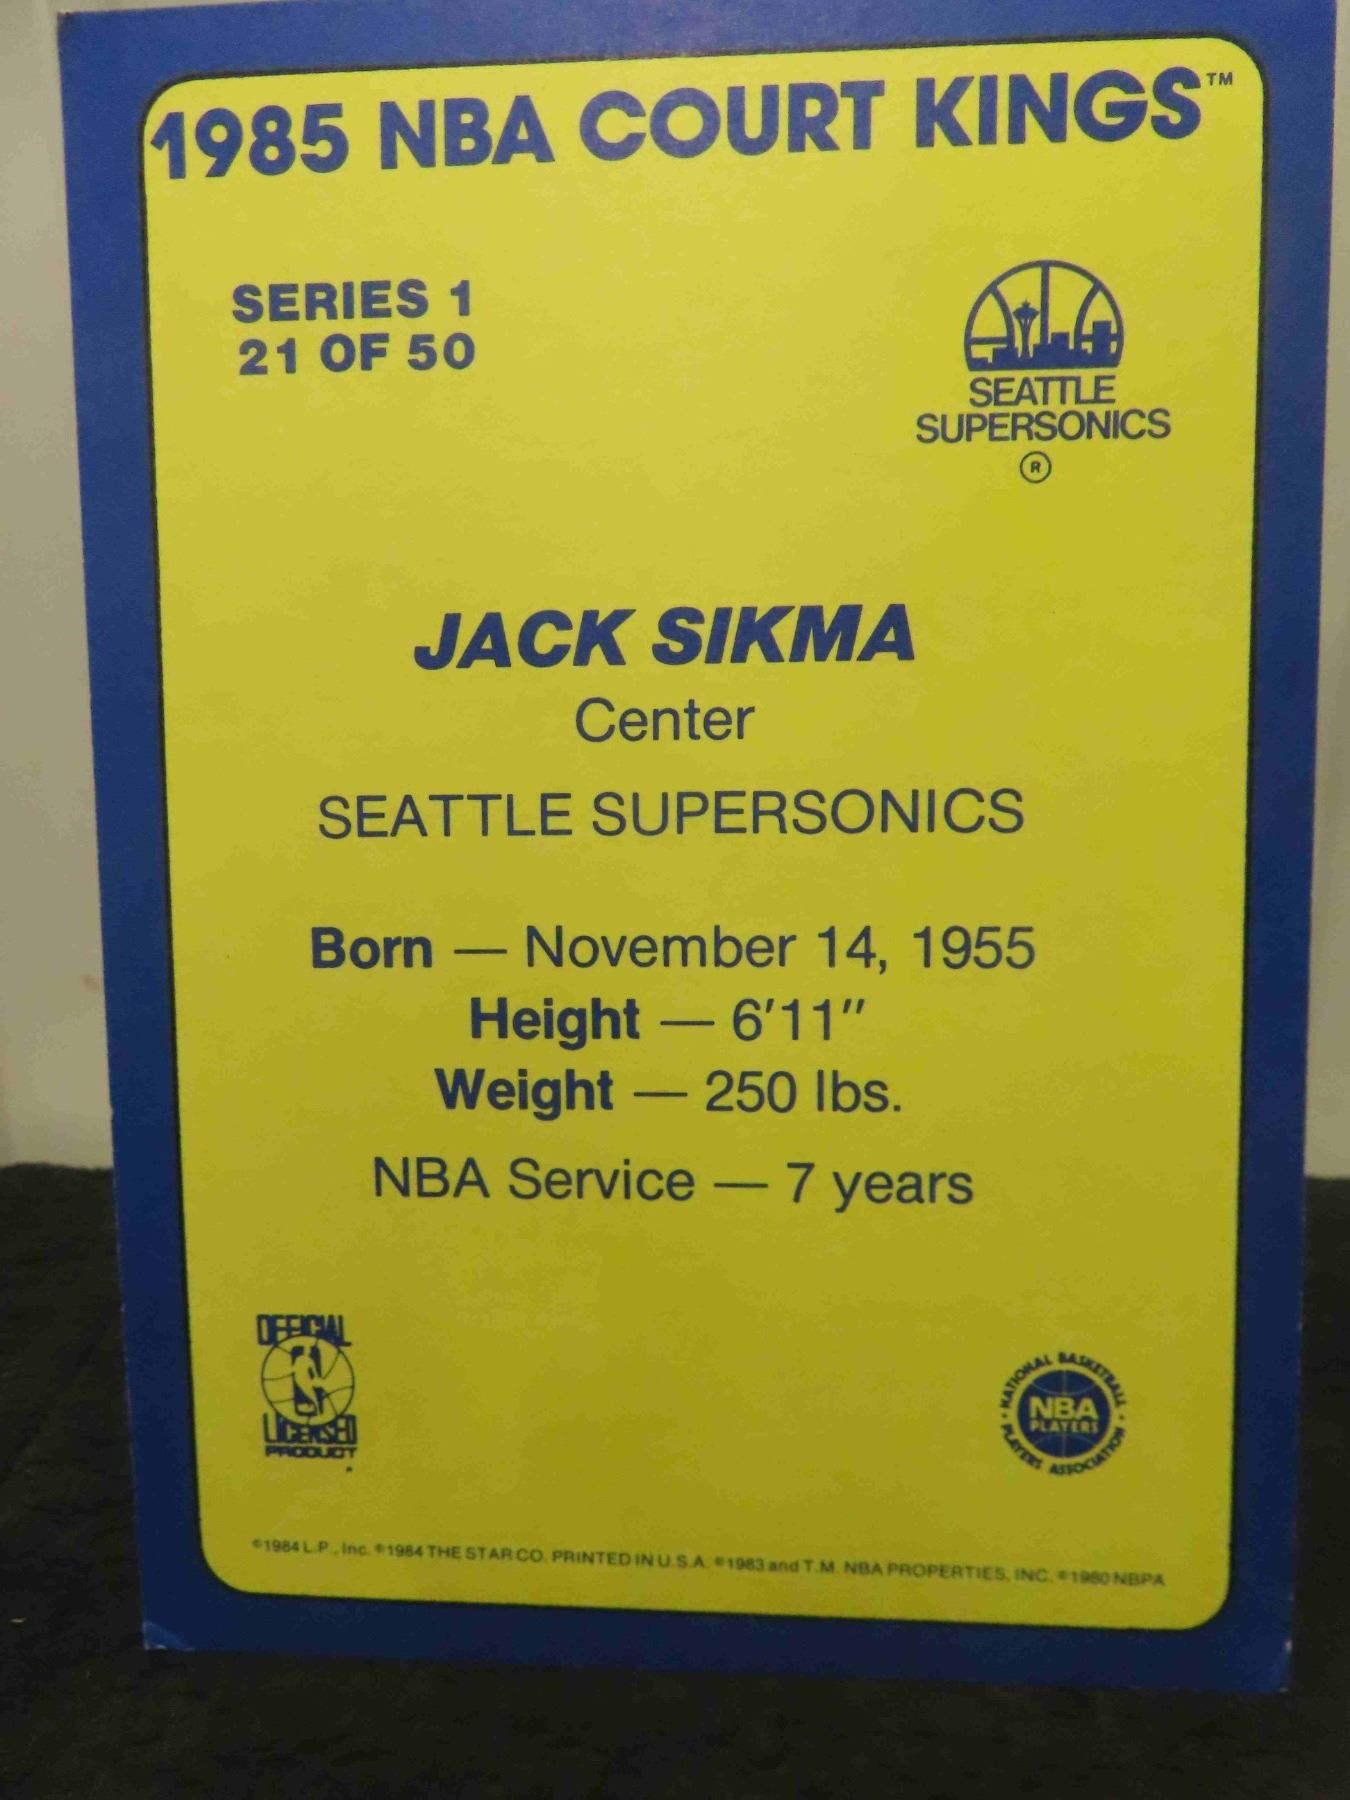 1985 NBA COURT KINGS™
SERIES 1
21 OF 50
SEATTLE
SUPERSONICS
®
JACK SIKMA
Center
SEATTLE SUPERSONICS
Born — November 14, 1955
Height — 6'11"
Weight — 250 lbs.
NBA Service — 7 years
OFFICIAL
LICENSED
PRODUCT
NATIONAL BASKETBALL
NBA
PLAYERS
PLAYERS ASSOCIATION
©1984 L.P., Inc. ©1984 THE STAR CO. PRINTED IN U.S.A. ©1983 and T.M. NBA PROPERTIES, INC. ©1980 NBPA